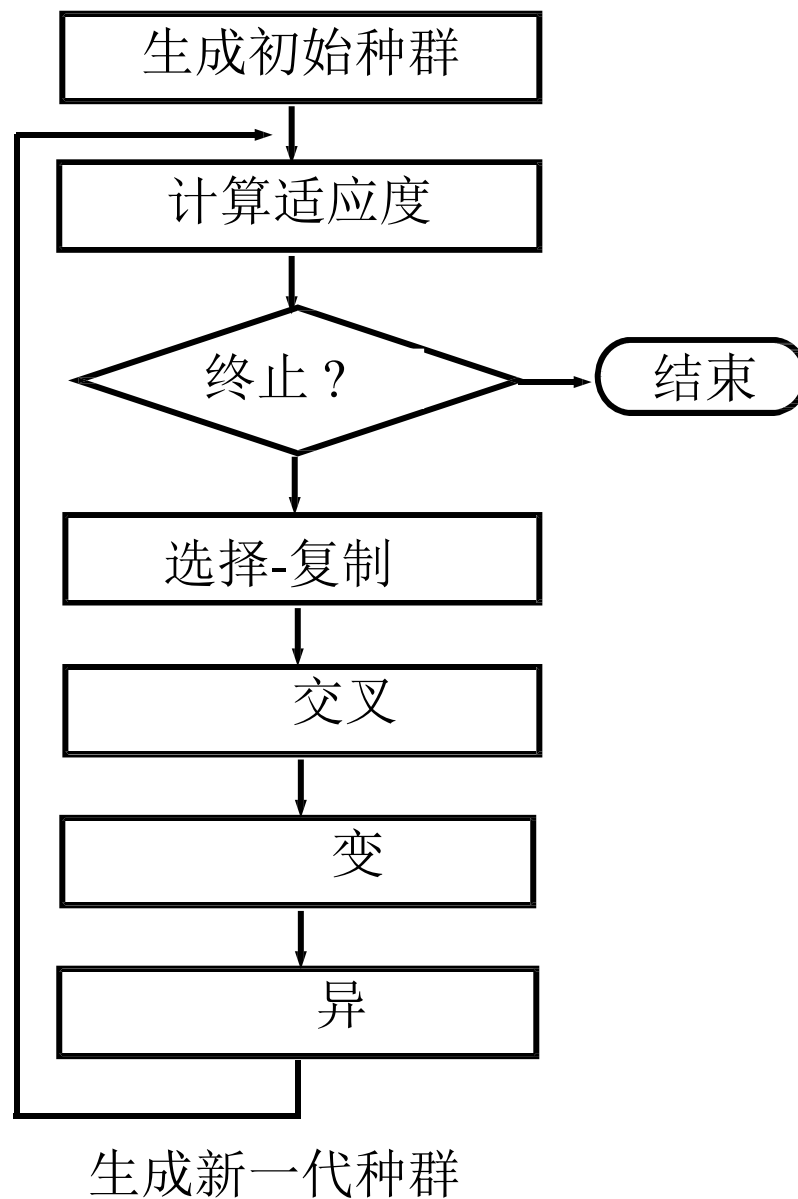 生成初始种群
计算适应度
终止？
结束
选择-复制
交叉
变
异
生成新一代种群